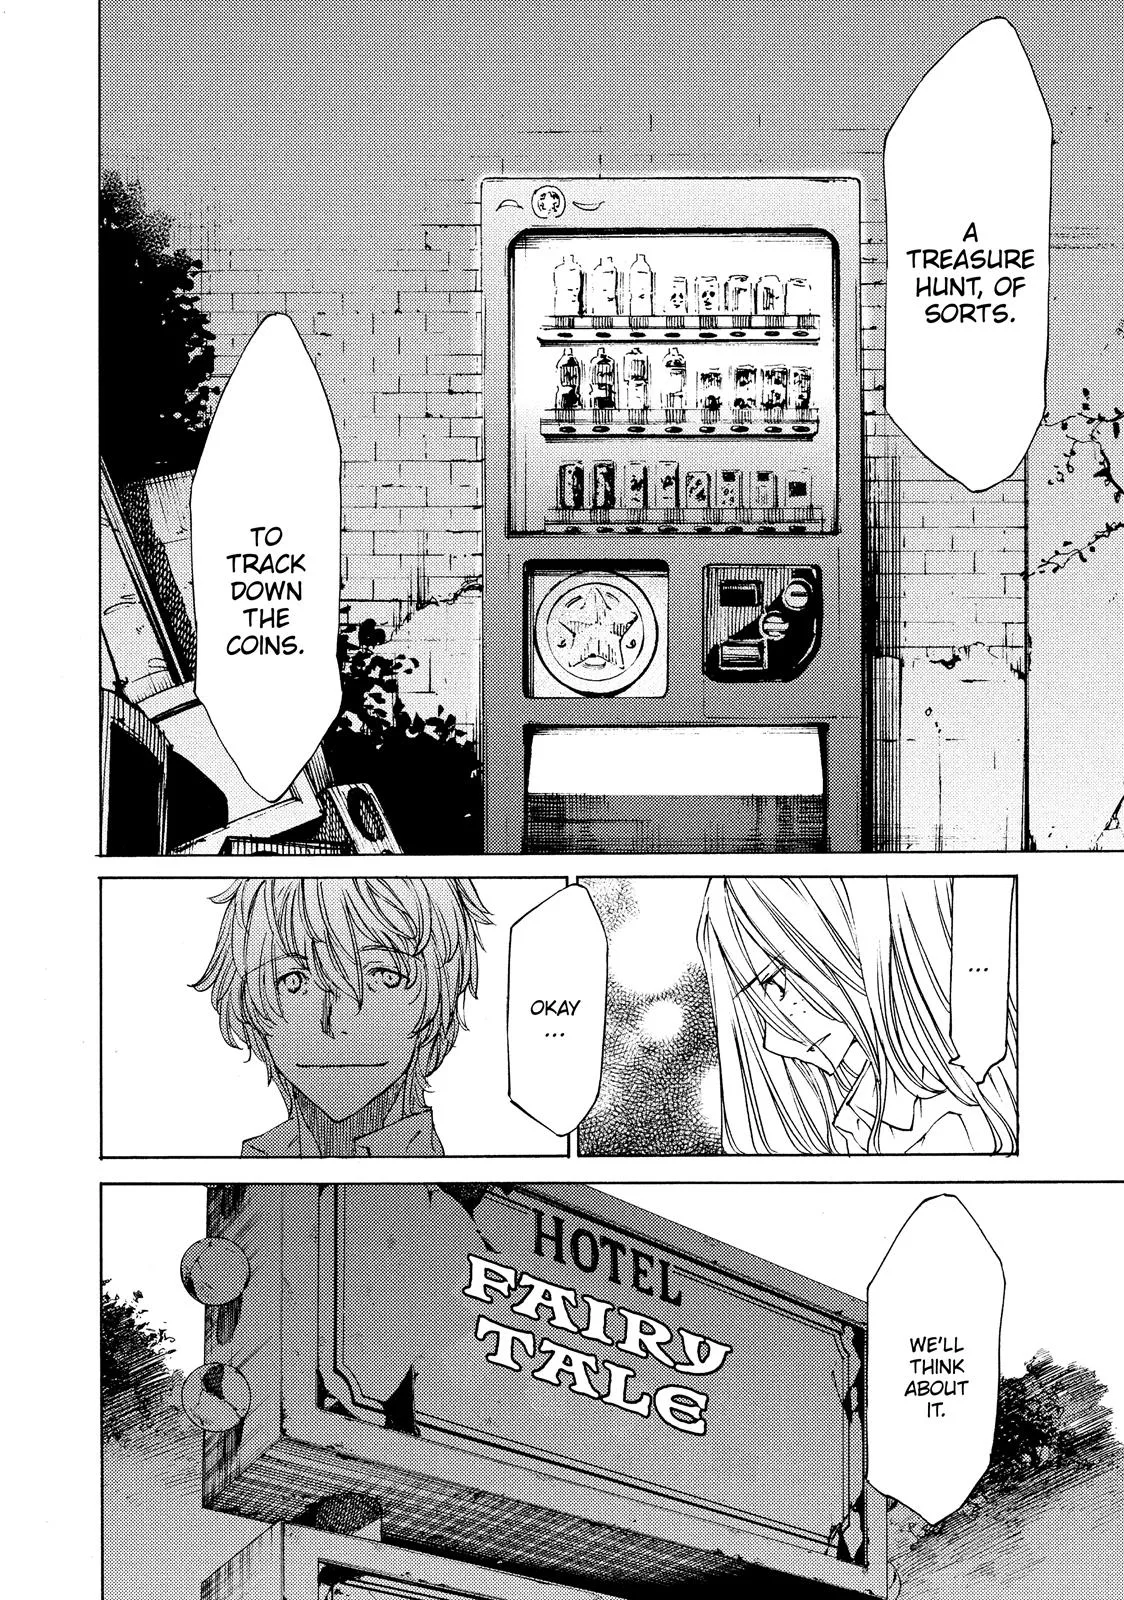 A
TREASURE
HUNT, OF
SORTS.
TO
TRACK
DOWN
THE
COINS.
...
OKAY
...
HOTEL
FAIRY
TALE
WE'LL
THINK
ABOUT
IT.